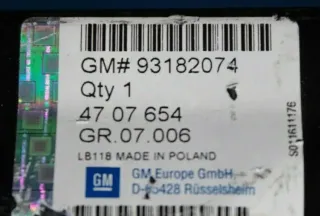 GM# 93182074
Qty 1
47 07 654
GR.07.006
LB118 MADE IN POLAND
GM
GM Europe GmbH
D-65428 Rüsselsheim
S011611176